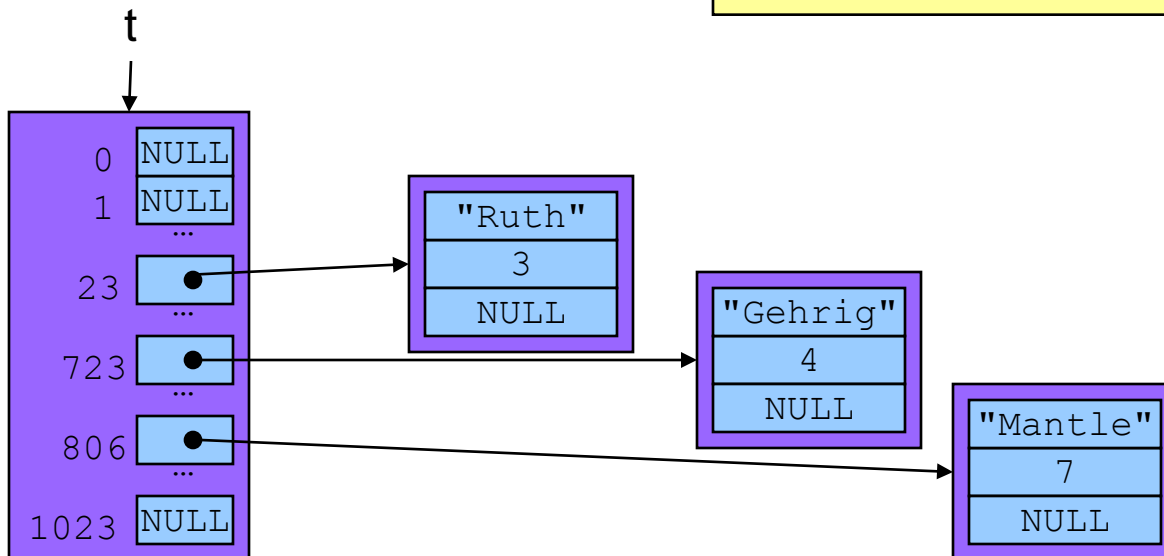 t
0 NULL
1 NULL
...
23
...
723
...
806
...
1023 NULL
"Ruth"
3
NULL
"Gehrig"
4
NULL
"Mantle"
7
NULL